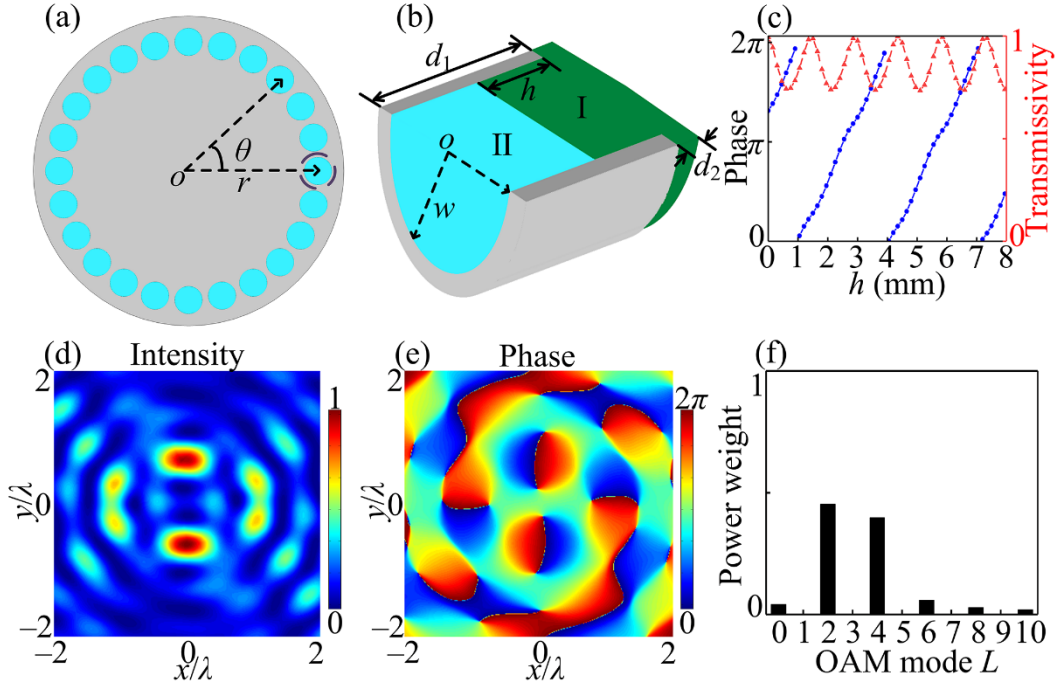 (a)
θ
o
r
(b)
d1
h
I
II
o
w
d2
(c)
2π
π
0
Phase
0 1 2 3 4 5 6 7 8
h (mm)
1
0
Transmissivity
(d)
Intensity
2
0
−2
y/λ
−2 0 2
x/λ
1
0
(e)
Phase
2
0
−2
y/λ
−2 0 2
x/λ
2π
0
(f)
1
0
Power weight
0 1 2 3 4 5 6 7 8 9 10
OAM mode L